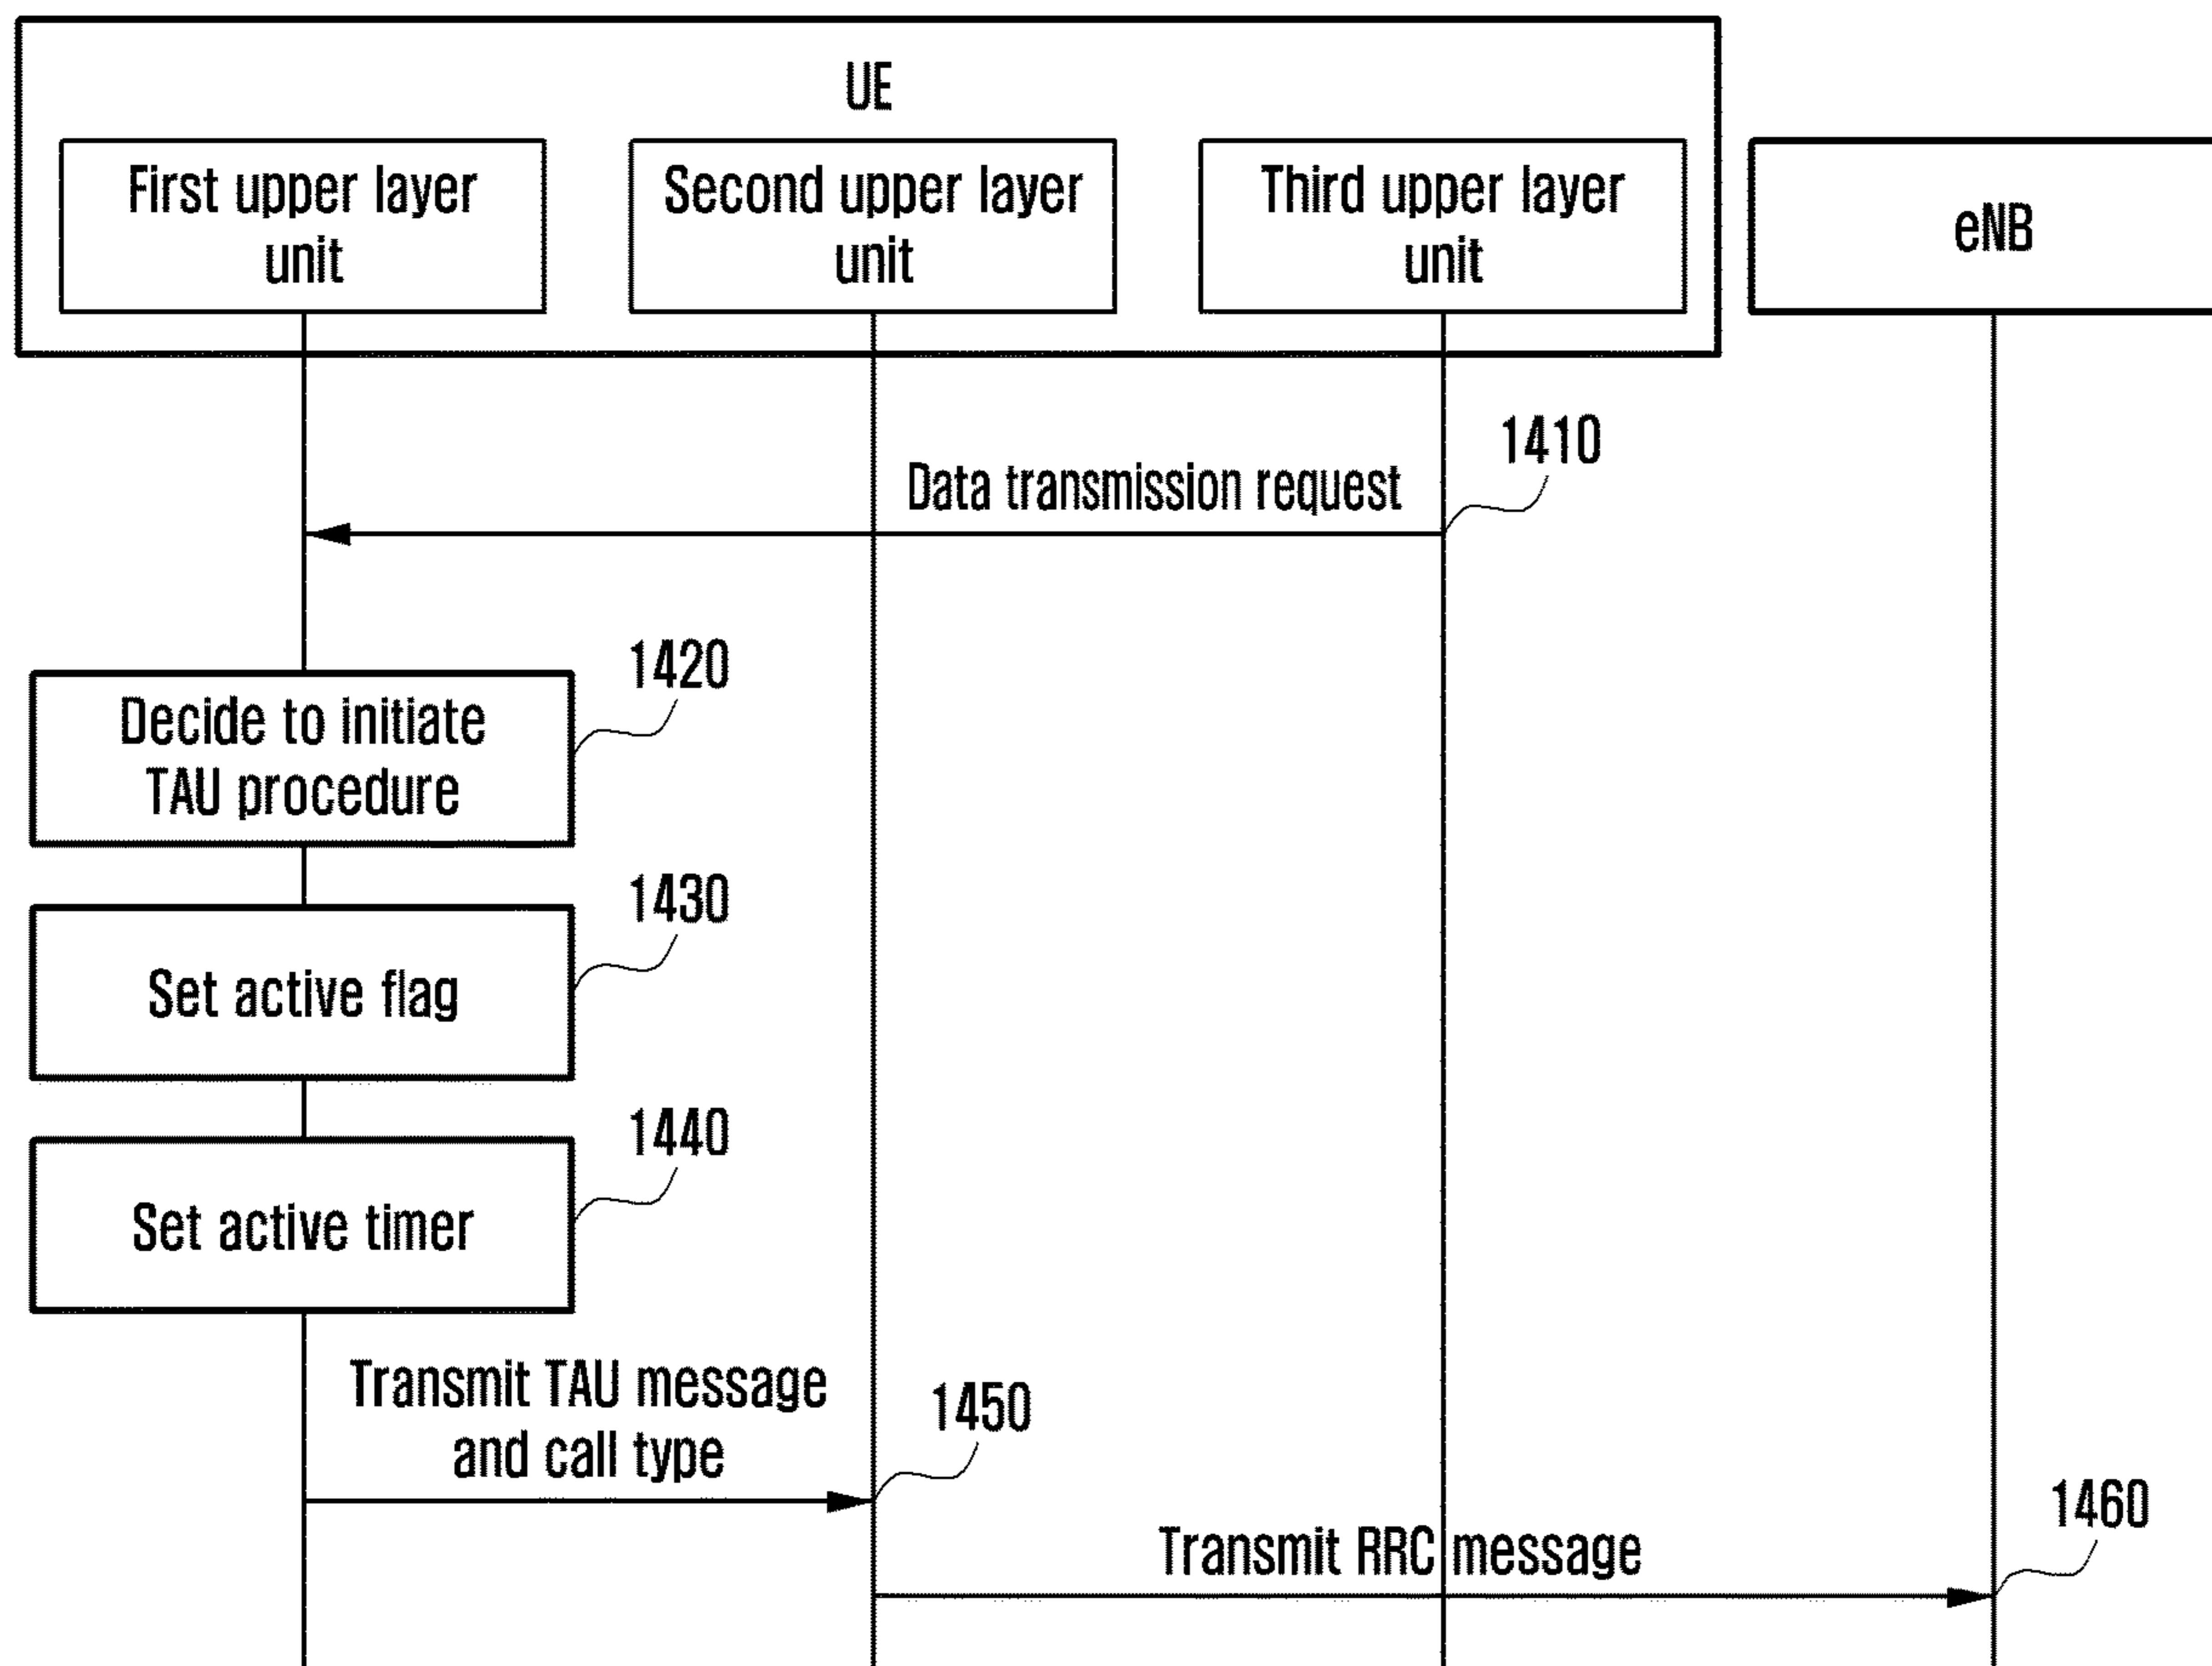 UE
First upper layer
unit
Second upper layer
unit
Third upper layer
unit
eNB
1410
Data transmission request
1420
Decide to initiate
TAU procedure
1430
Set active flag
1440
Set active timer
Transmit TAU message
and call type
1450
1460
Transmit RRC message